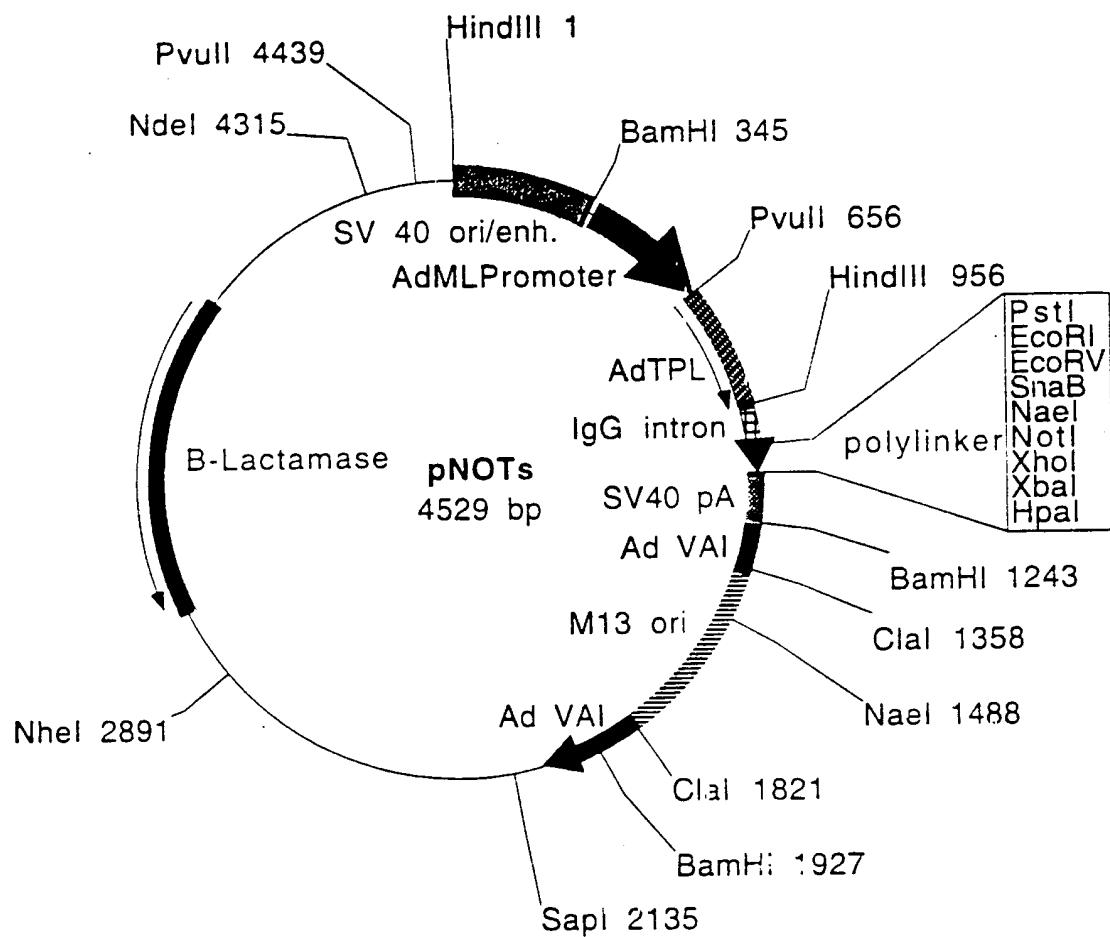 HindIII 1
PvuII 4439
NdeI 4315
BamHI 345
SV 40 ori/enh.
PvuII 656
AdMLPromoter
HindIII 956
PstI
EcoRI
EcoRV
SnaB
NaeI
NotI
XhoI
XbaI
HpaI
AdTPL
IgG intron
polylinker
B-Lactamase
pNOTs
4529 bp
SV40 pA
Ad VAI
BamHI 1243
M13 ori
ClaI 1358
NaeI 1488
Ad VAI
NheI 2891
ClaI 1821
BamHI 1927
SapI 2135